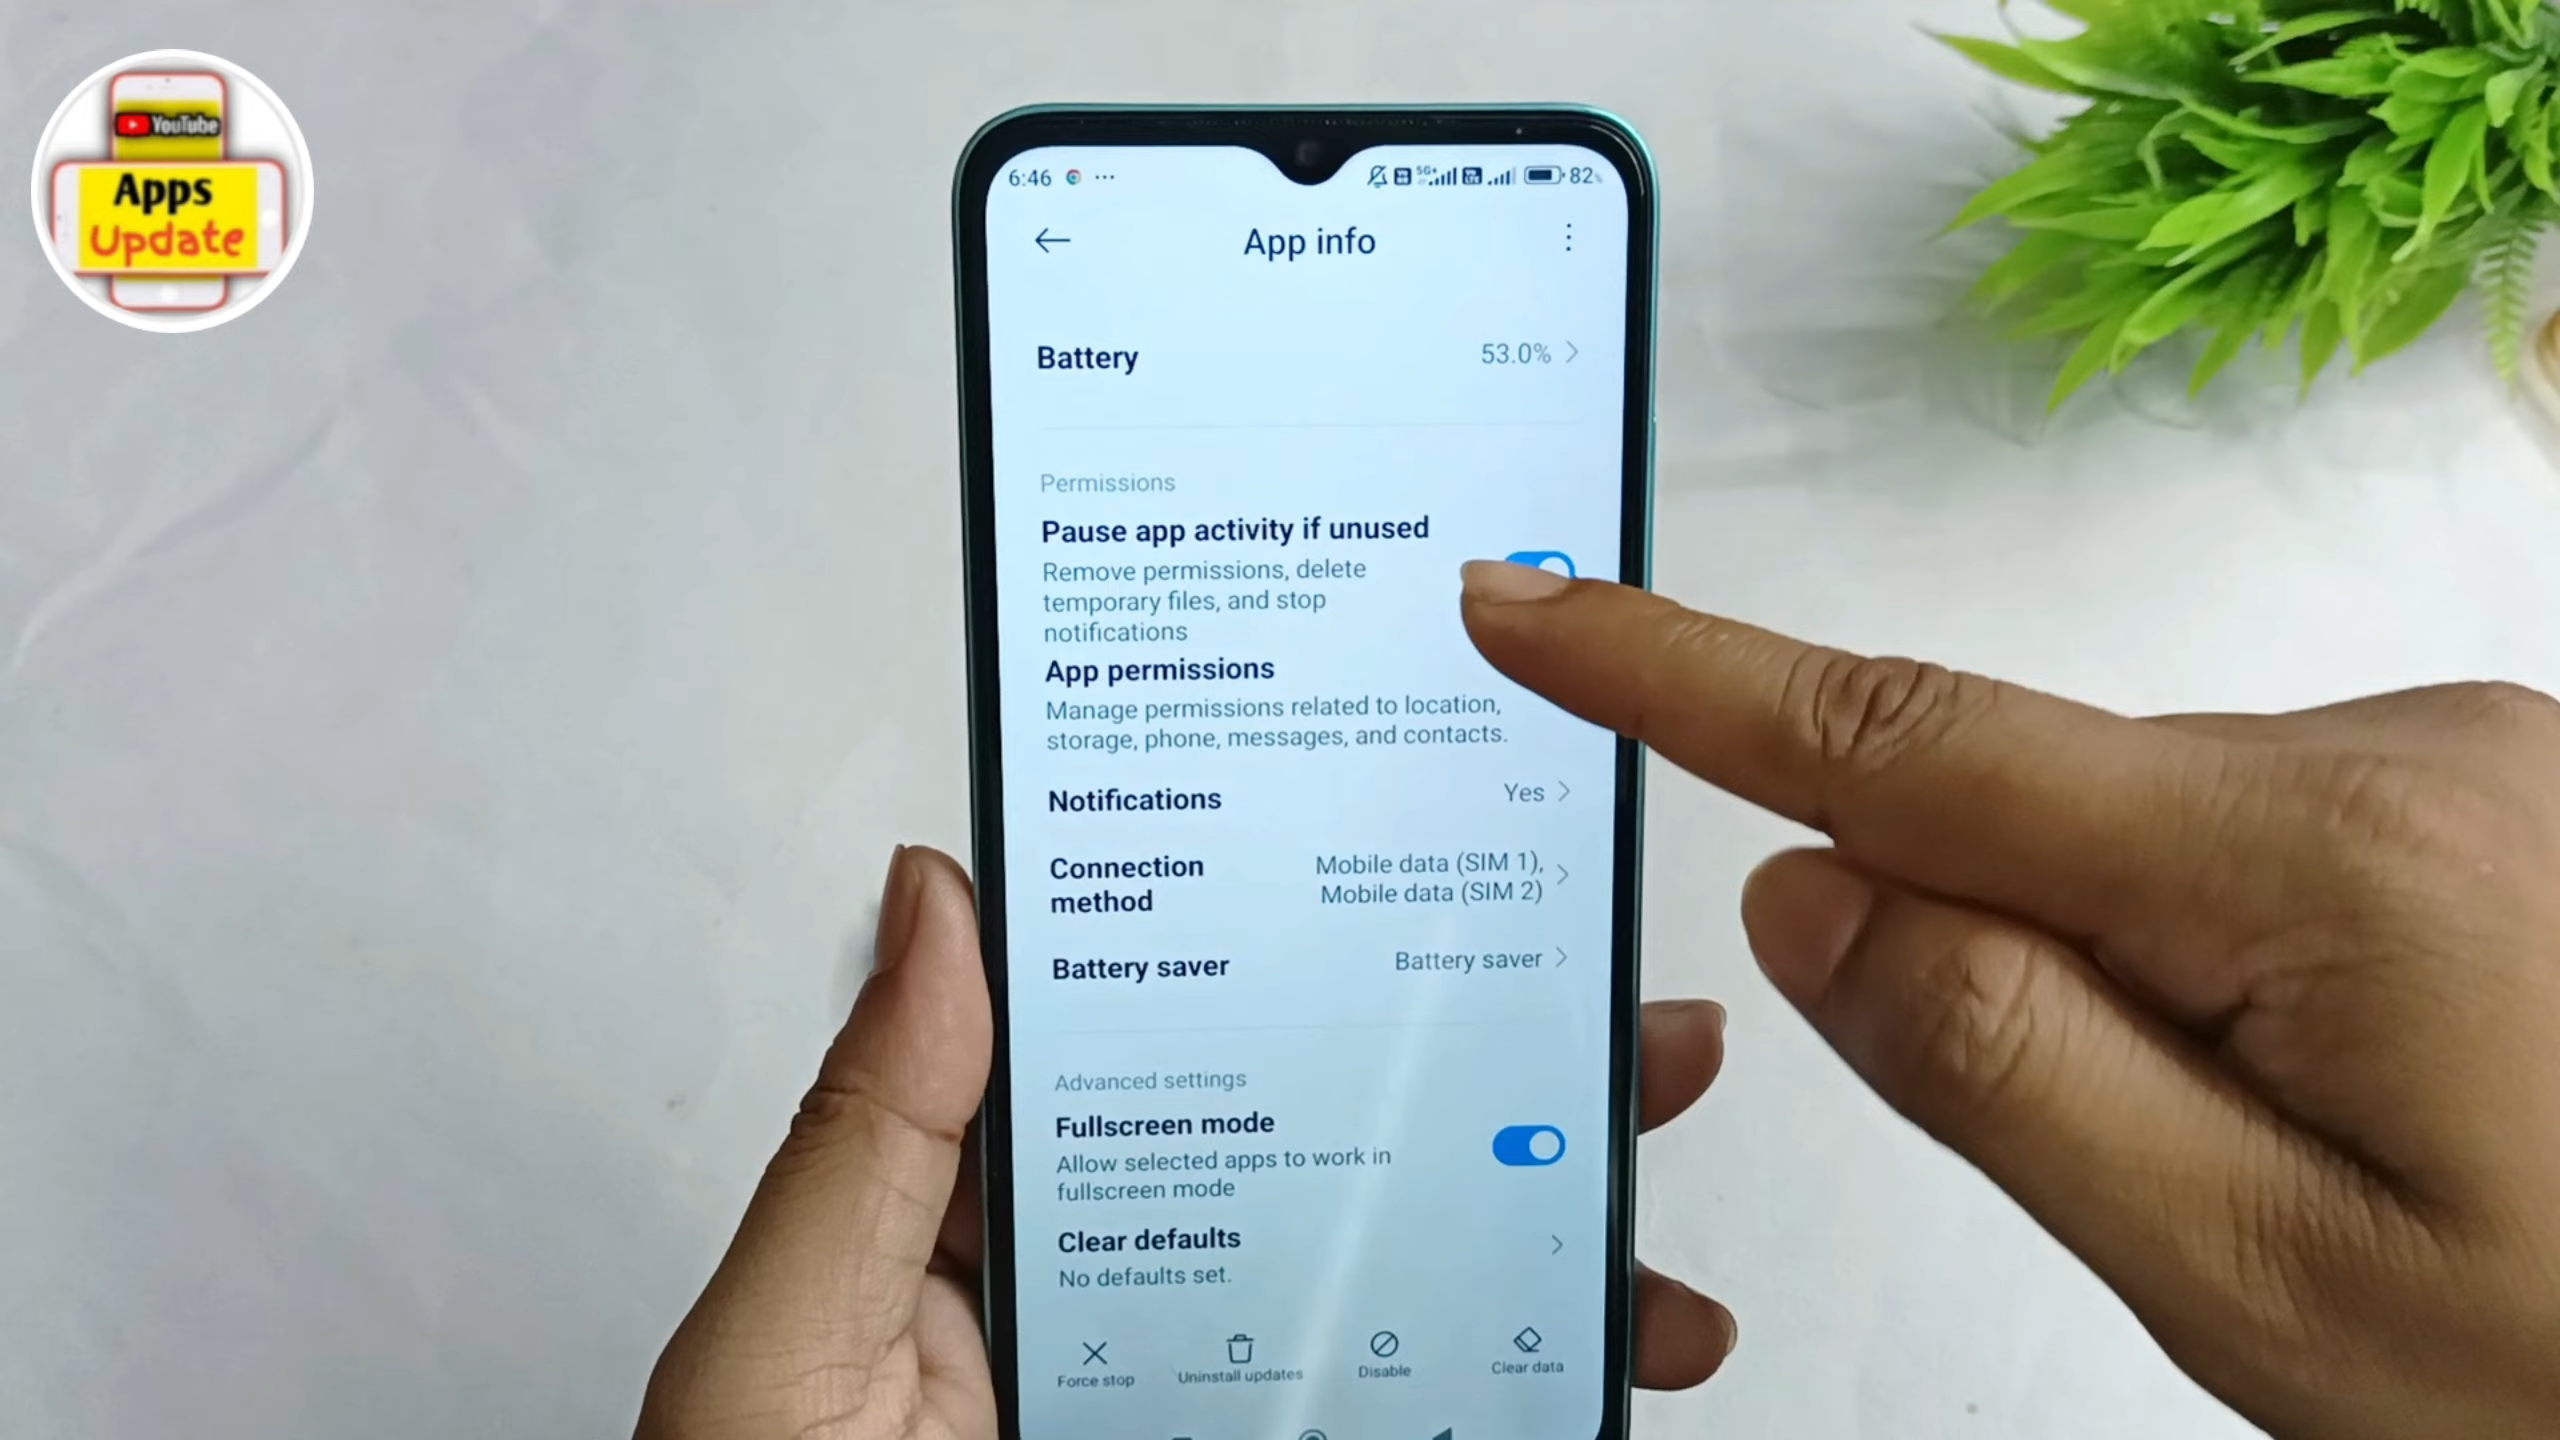 YouTube
Apps
Update
6:46
5G+
82%
App info
Battery
53.0%
Permissions
Pause app activity if unused
Remove permissions, delete
temporary files, and stop
notifications
App permissions
Manage permissions related to location,
storage, phone, messages, and contacts.
Notifications
Yes
Connection
method
Mobile data (SIM 1),
Mobile data (SIM 2)
Battery saver
Battery saver
Advanced settings
Fullscreen mode
Allow selected apps to work in
fullscreen mode
Clear defaults
No defaults set.
Force stop
Uninstall updates
Disable
Clear data